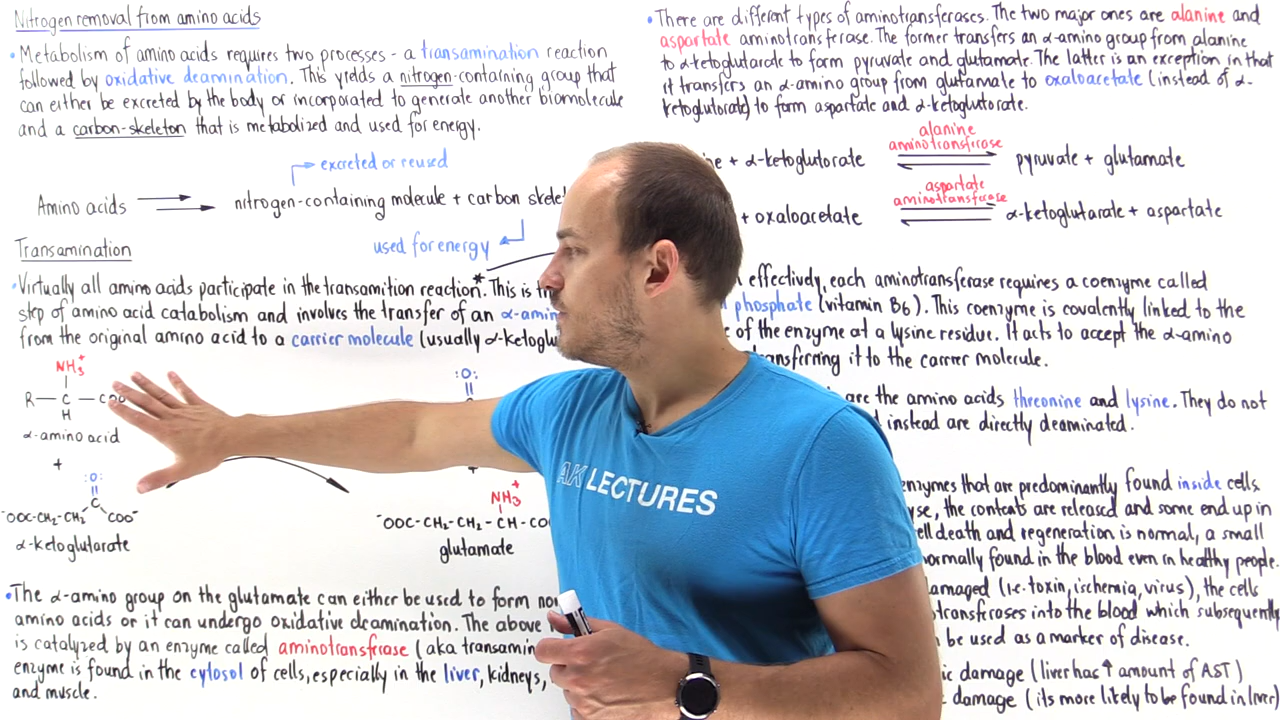 Nitrogen removal from amino acids
• Metabolism of amino acids requires two processes - a transamination reaction
followed by oxidative deamination. This yields a nitrogen-containing group that
can either be excreted by the body or incorporated to generate another biomolecule
and a carbon-skeleton that is metabolized and used for energy.
excreted or reused
Amino acids nitrogen-containing molecule + carbon skele
used for energy
Transamination
• Virtually all amino acids participate in the transamition reaction.* This is
step of amino acid catabolism and involves the transfer of an α-amin
from the original amino acid to a carrier molecule (usually α-ketogl
NH₃⁺
R — C — COO
H
α-amino acid
+
:O:
C
⁻OOC-CH₂-CH₂ COO⁻
α-ketoglutarate
:O:
+
NH₃⁺
⁻OOC-CH₂-CH₂-CH-CO
glutamate
• The α-amino group on the glutamate can either be used to form
amino acids or it can undergo oxidative deamination. The above
is catalyzed by an enzyme called aminotransferase (aka transamin
enzyme is found in the cytosol of cells, especially in the liver, kidneys,
and muscle.
• There are different types of aminotransferases. The two major ones are alanine and
aspartate aminotransferase. The former transfers an α-amino group from alanine
to α-ketoglutarate to form pyruvate and glutamate. The latter is an exception in that
it transfers an α-amino group from glutamate to oxaloacetate (instead of α-
ketoglutorate) to form aspartate and α-ketoglutorate.
alanine
aminotransferase
ne + α-ketoglutorate pyruvate + glutamate
aspartate
aminotransferase
+ oxaloacetate α-ketoglutarate + aspartate
effectively, each aminotransferase requires a coenzyme called
phosphate (vitamin B6). This coenzyme is covalently linked to the
of the enzyme at a lysine residue. It acts to accept the α-amino
ransferring it to the carrier molecule.
are the amino acids threonine and lysine. They do not
instead are directly deaminated.
enzymes that are predominantly found inside cells.
yse, the contents are released and some end up in
ell death and regeneration is normal, a small
normally found in the blood even in healthy people.
amaged (i.e. toxin, ischemia, virus), the cells
transferases into the blood which subsequently
be used as a marker of disease.
ic damage (liver has ↑ amount of AST)
c damage (its more likely to be found in liver)
AK LECTURES